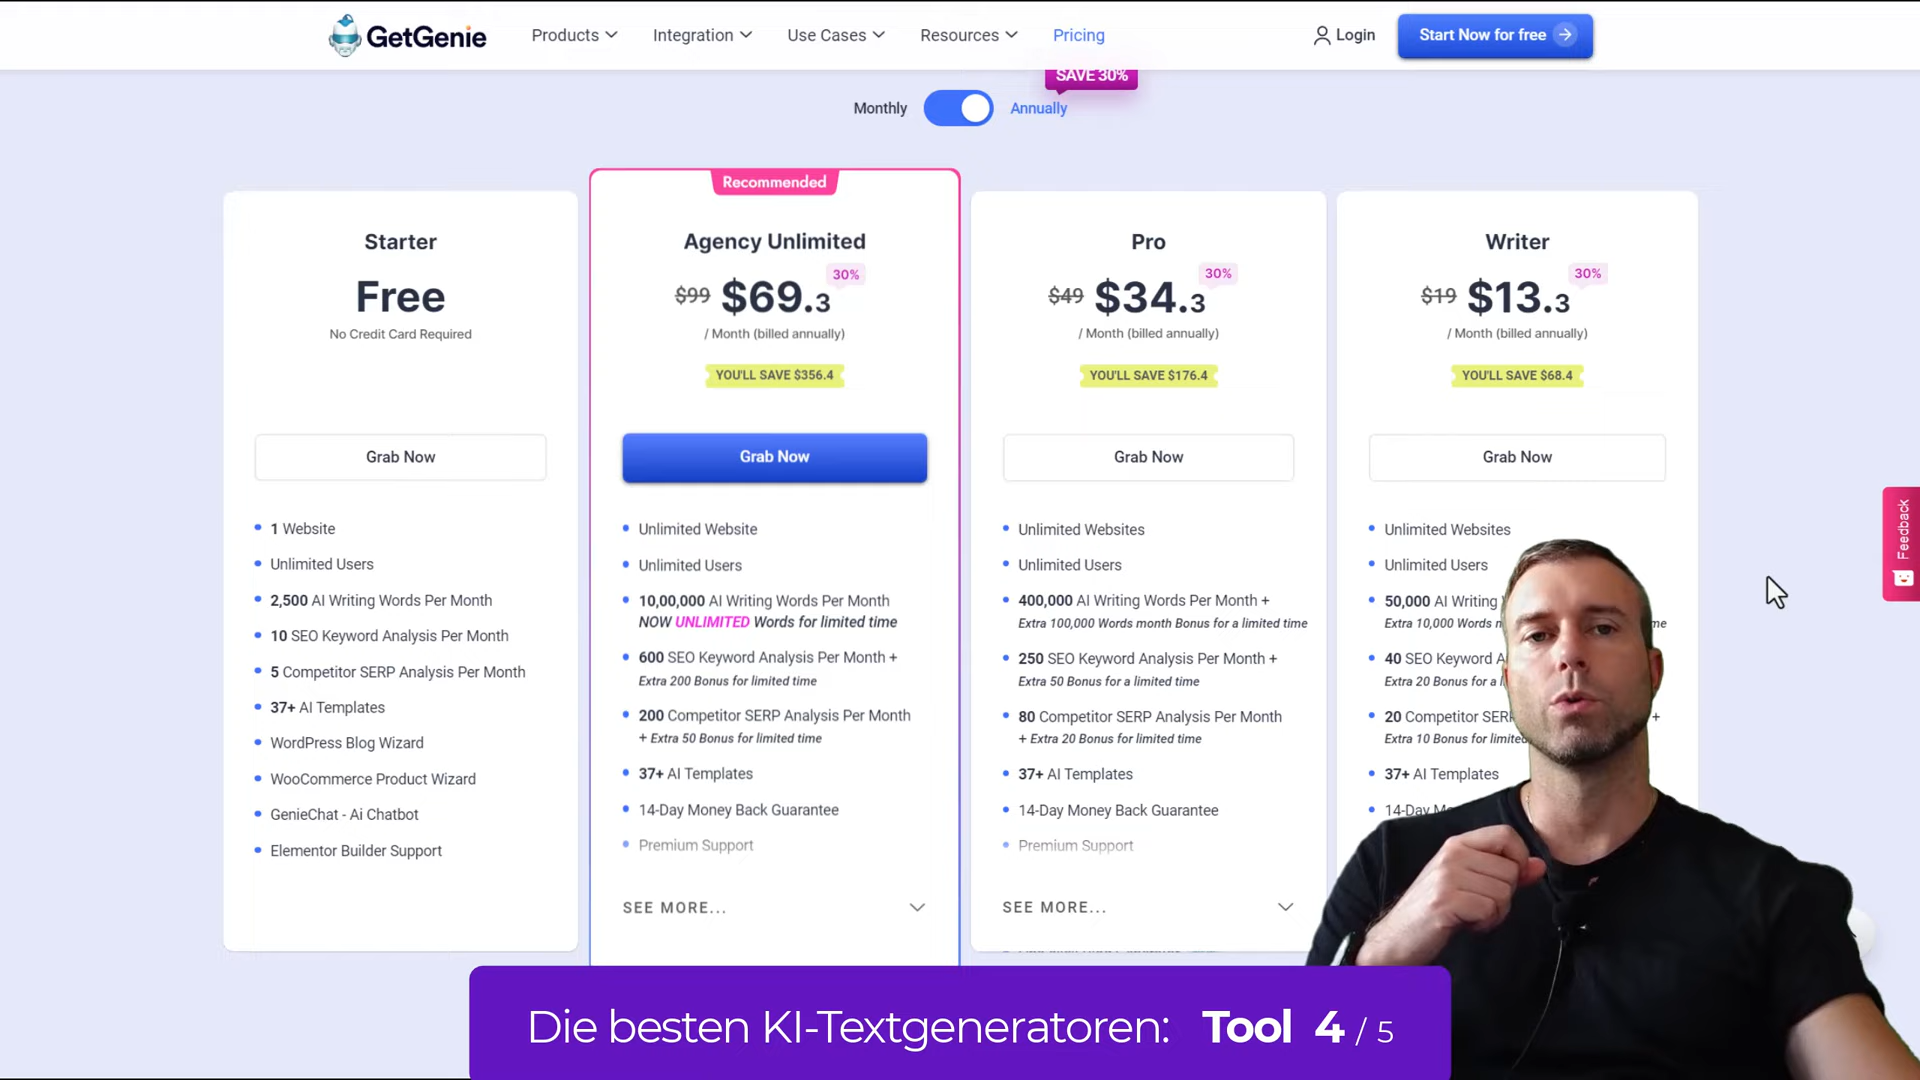 GetGenie
Products
Integration
Use Cases
Resources
Pricing
Login
Start Now for free
SAVE 30%
Monthly
Annually
Starter
Free
No Credit Card Required
Grab Now
1 Website
Unlimited Users
2,500 AI Writing Words Per Month
10 SEO Keyword Analysis Per Month
5 Competitor SERP Analysis Per Month
37+ AI Templates
WordPress Blog Wizard
WooCommerce Product Wizard
GenieChat - Ai Chatbot
Elementor Builder Support
Recommended
Agency Unlimited
30%
$99 $69.3
/ Month (billed annually)
YOU'LL SAVE $356.4
Grab Now
Unlimited Website
Unlimited Users
10,00,000 AI Writing Words Per Month
NOW UNLIMITED Words for limited time
600 SEO Keyword Analysis Per Month +
Extra 200 Bonus for limited time
200 Competitor SERP Analysis Per Month
+ Extra 50 Bonus for limited time
37+ AI Templates
14-Day Money Back Guarantee
Premium Support
SEE MORE...
Pro
30%
$49 $34.3
/ Month (billed annually)
YOU'LL SAVE $176.4
Grab Now
Unlimited Websites
Unlimited Users
400,000 AI Writing Words Per Month +
Extra 100,000 Words month Bonus for a limited time
250 SEO Keyword Analysis Per Month +
Extra 50 Bonus for a limited time
80 Competitor SERP Analysis Per Month
+ Extra 20 Bonus for limited time
37+ AI Templates
14-Day Money Back Guarantee
Premium Support
SEE MORE...
Writer
30%
$19 $13.3
/ Month (billed annually)
YOU'LL SAVE $68.4
Grab Now
Unlimited Websites
Unlimited Users
50,000 AI Writing
Extra 10,000 Words
40 SEO Keyword
Extra 20 Bonus for a
20 Competitor +
+ Extra 10 Bonus for
37+ AI Templates
14-Day
Feedback
Die besten KI-Textgeneratoren: Tool 4 / 5